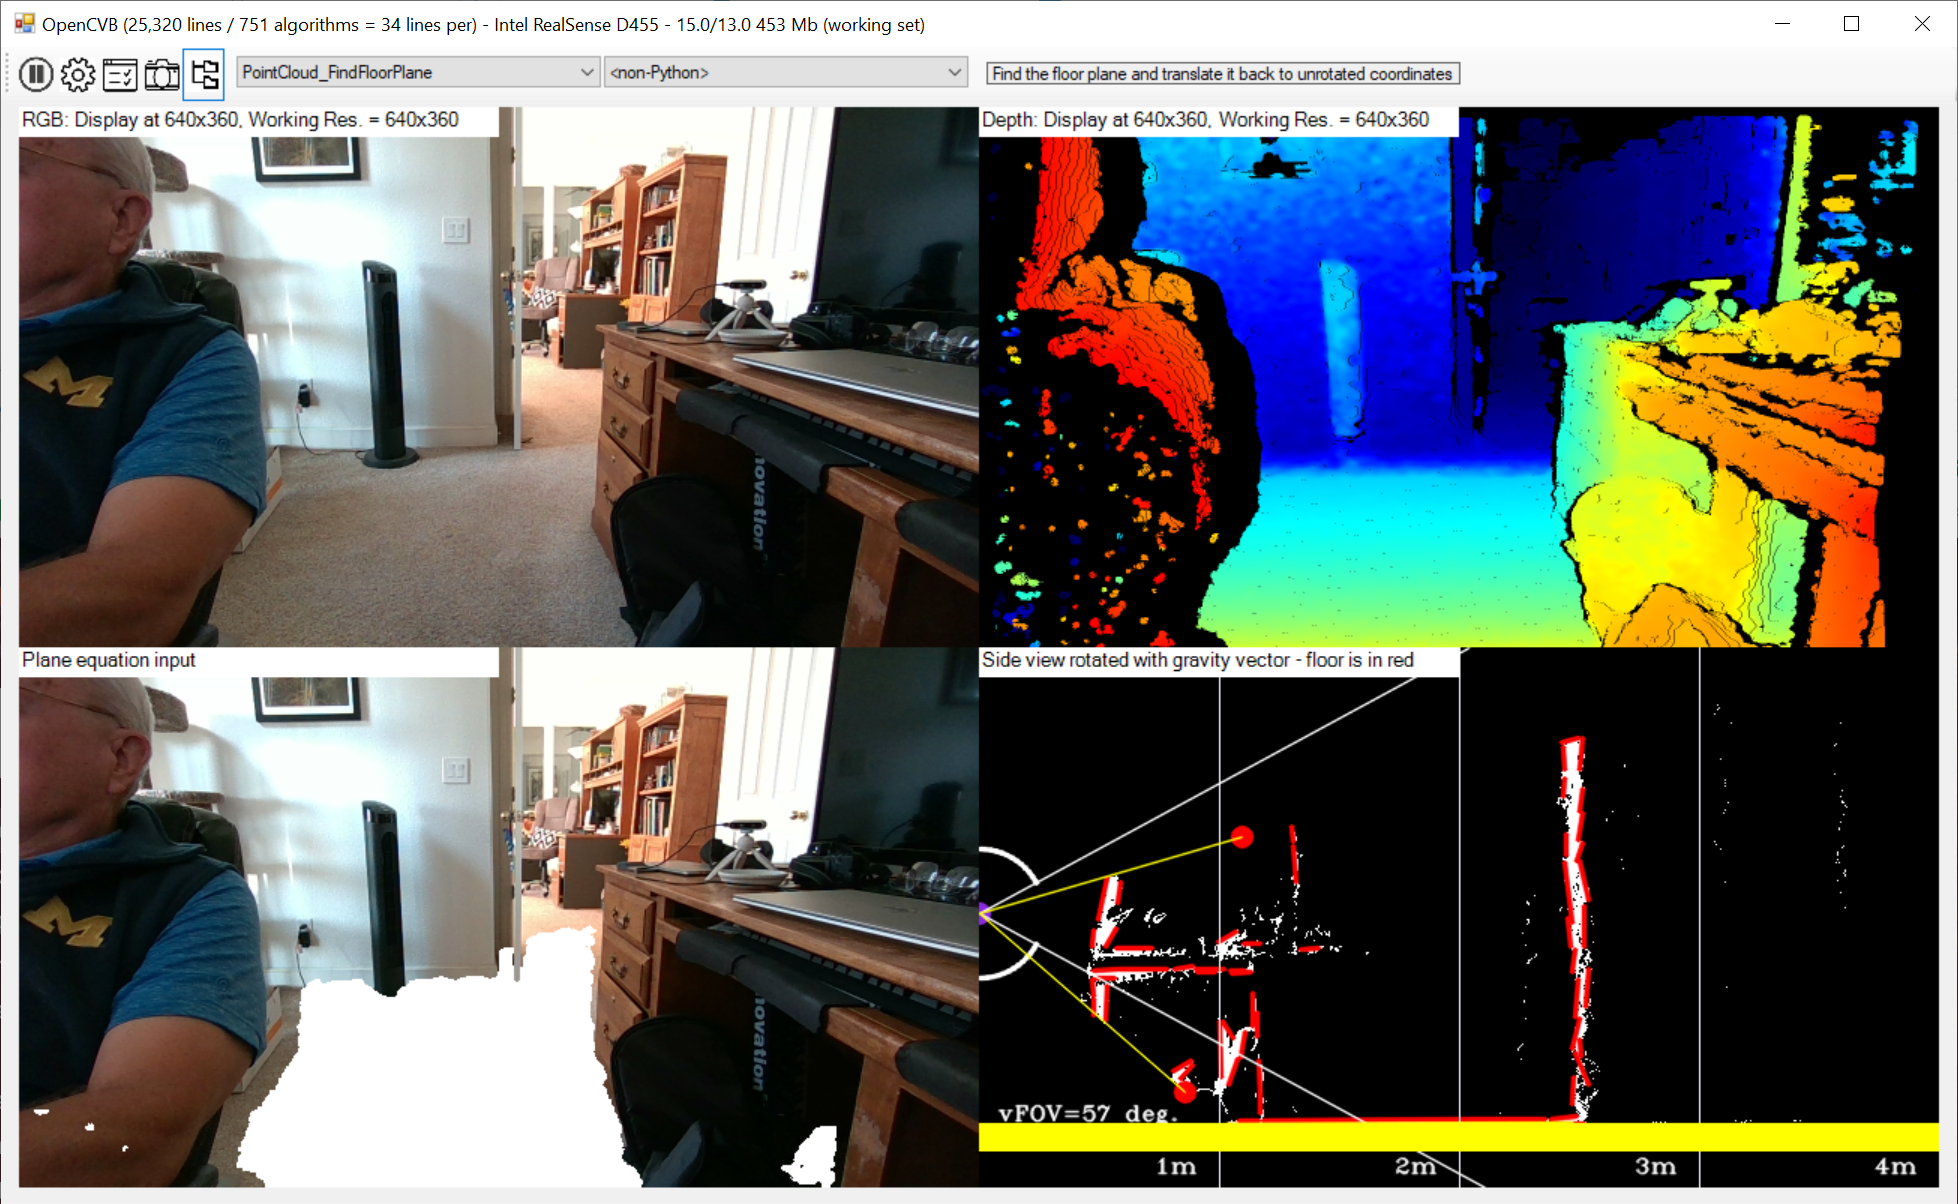 OpenCVB (25,320 lines / 751 algorithms = 34 lines per) - Intel RealSense D455 - 15.0/13.0 453 Mb (working set)
PointCloud_FindFloorPlane
<non-Python>
Find the floor plane and translate it back to unrotated coordinates
RGB: Display at 640x360, Working Res. = 640x360
Depth: Display at 640x360, Working Res. = 640x360
M
novation
Plane equation input
Side view rotated with gravity vector - floor is in red
M
novation
vFOV=57 deg.
1m
2m
3m
4m